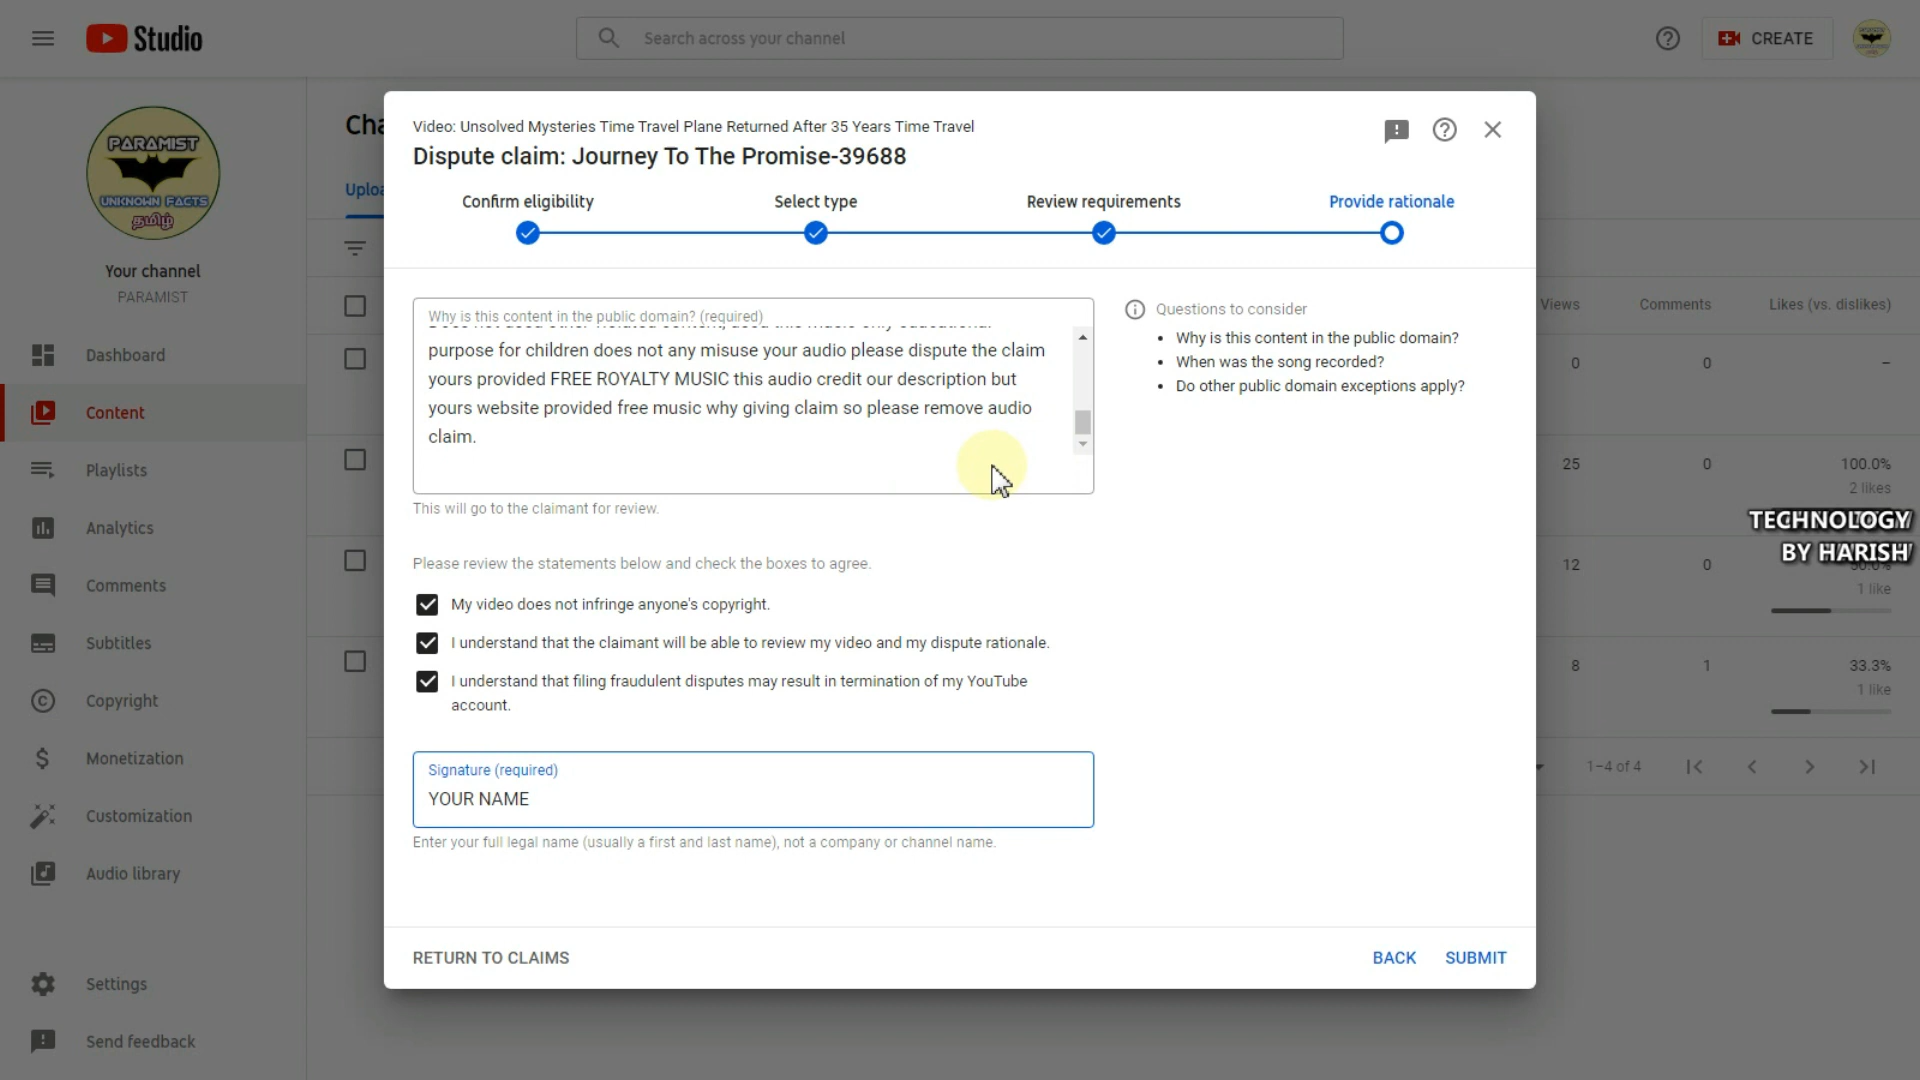 Studio
Search across your channel
CREATE
PARAMIST
UNKNOWN FACTS
தமிழ்
Your channel
PARAMIST
Dashboard
Content
Playlists
Analytics
Comments
Subtitles
Copyright
Monetization
Customization
Audio library
Settings
Send feedback
Video: Unsolved Mysteries Time Travel Plane Returned After 35 Years Time Travel
Dispute claim: Journey To The Promise-39688
Confirm eligibility
Select type
Review requirements
Provide rationale
Why is this content in the public domain? (required)
purpose for children does not any misuse your audio please dispute the claim
yours provided FREE ROYALTY MUSIC this audio credit our description but
yours website provided free music why giving claim so please remove audio
claim.
This will go to the claimant for review.
Questions to consider
• Why is this content in the public domain?
• When was the song recorded?
• Do other public domain exceptions apply?
Please review the statements below and check the boxes to agree.
My video does not infringe anyone's copyright.
I understand that the claimant will be able to review my video and my dispute rationale.
I understand that filing fraudulent disputes may result in termination of my YouTube
account.
Signature (required)
YOUR NAME
Enter your full legal name (usually a first and last name), not a company or channel name.
RETURN TO CLAIMS
BACK
SUBMIT
Views
Comments
Likes (vs. dislikes)
0
0
–
25
0
100.0%
2 likes
TECHNOLOGY
BY HARISH
12
0
1 like
8
1
33.3%
1 like
1–4 of 4